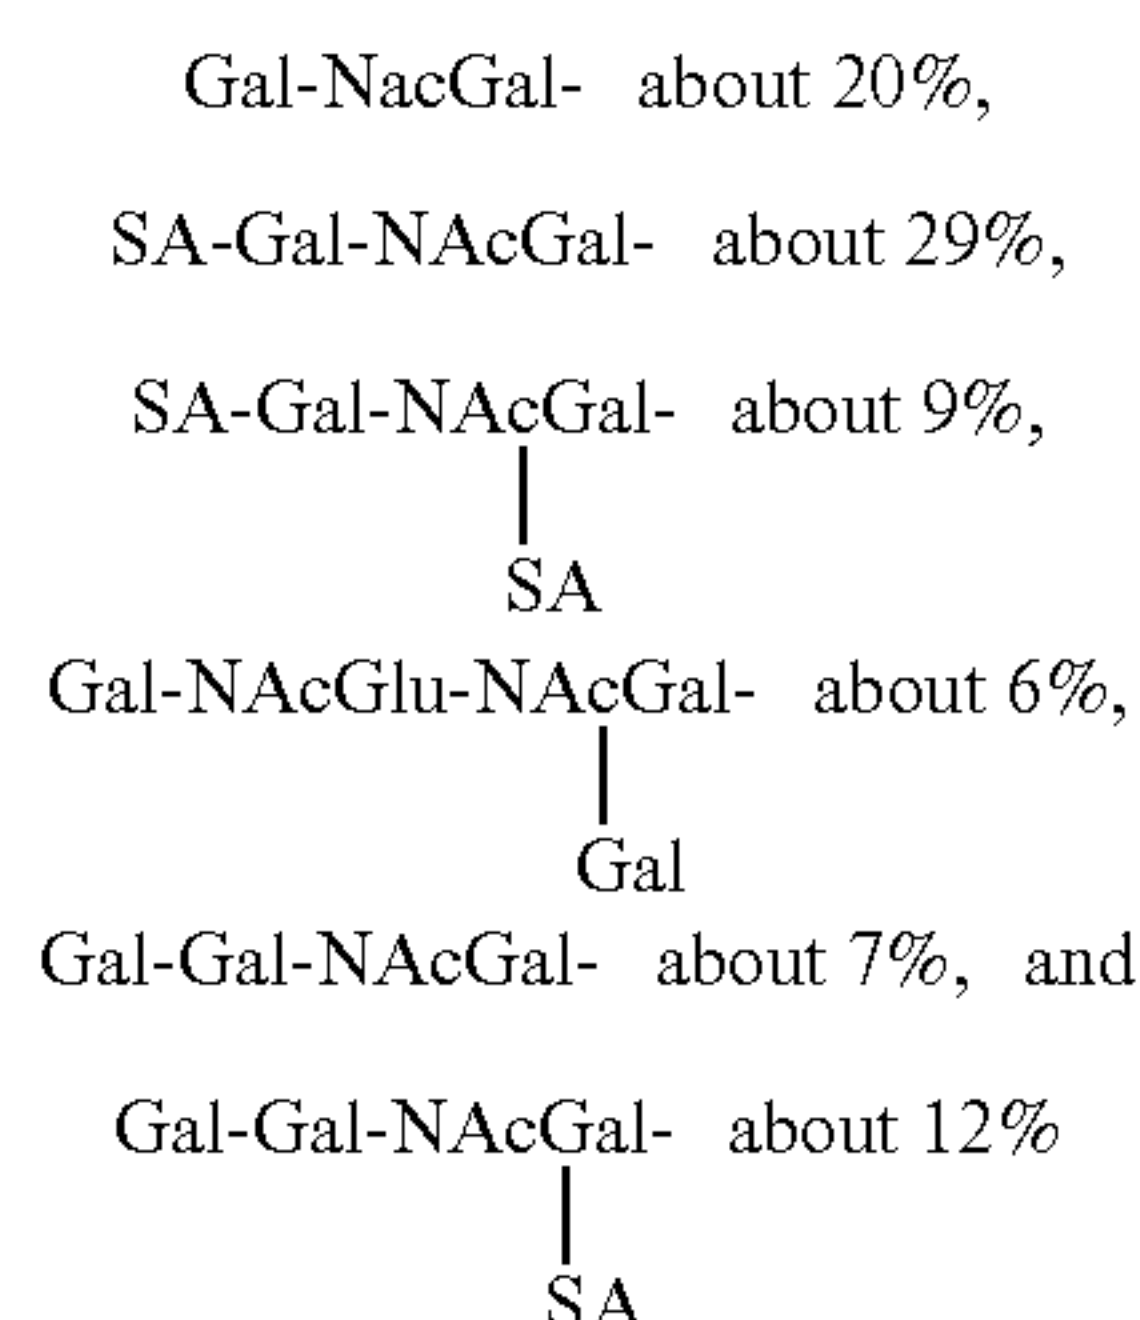 Gal-NacGal- about 20%,
SA-Gal-NAcGal- about 29%,
SA-Gal-NAcGal- about 9%,
SA
Gal-NAcGlu-NAcGal- about 6%,
Gal
Gal-Gal-NAcGal- about 7%, and
Gal-Gal-NAcGal- about 12%
SA